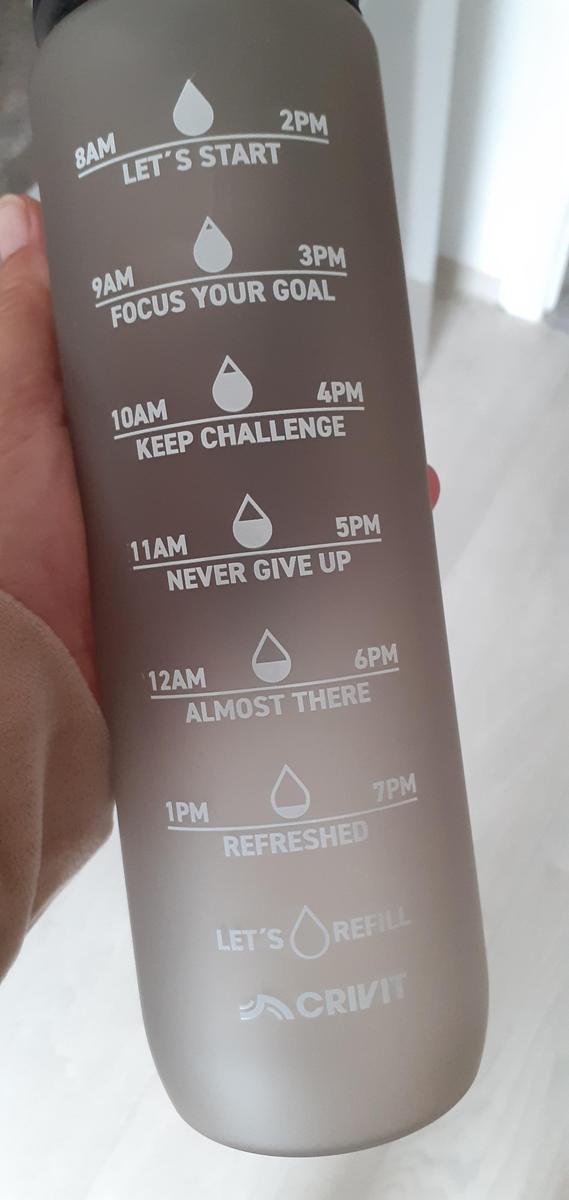 8AM 2PM
LET´S START
9AM 3PM
FOCUS YOUR GOAL
10AM 4PM
KEEP CHALLENGE
11AM 5PM
NEVER GIVE UP
12AM 6PM
ALMOST THERE
1PM 7PM
REFRESHED
LET´S REFILL
CRIVIT